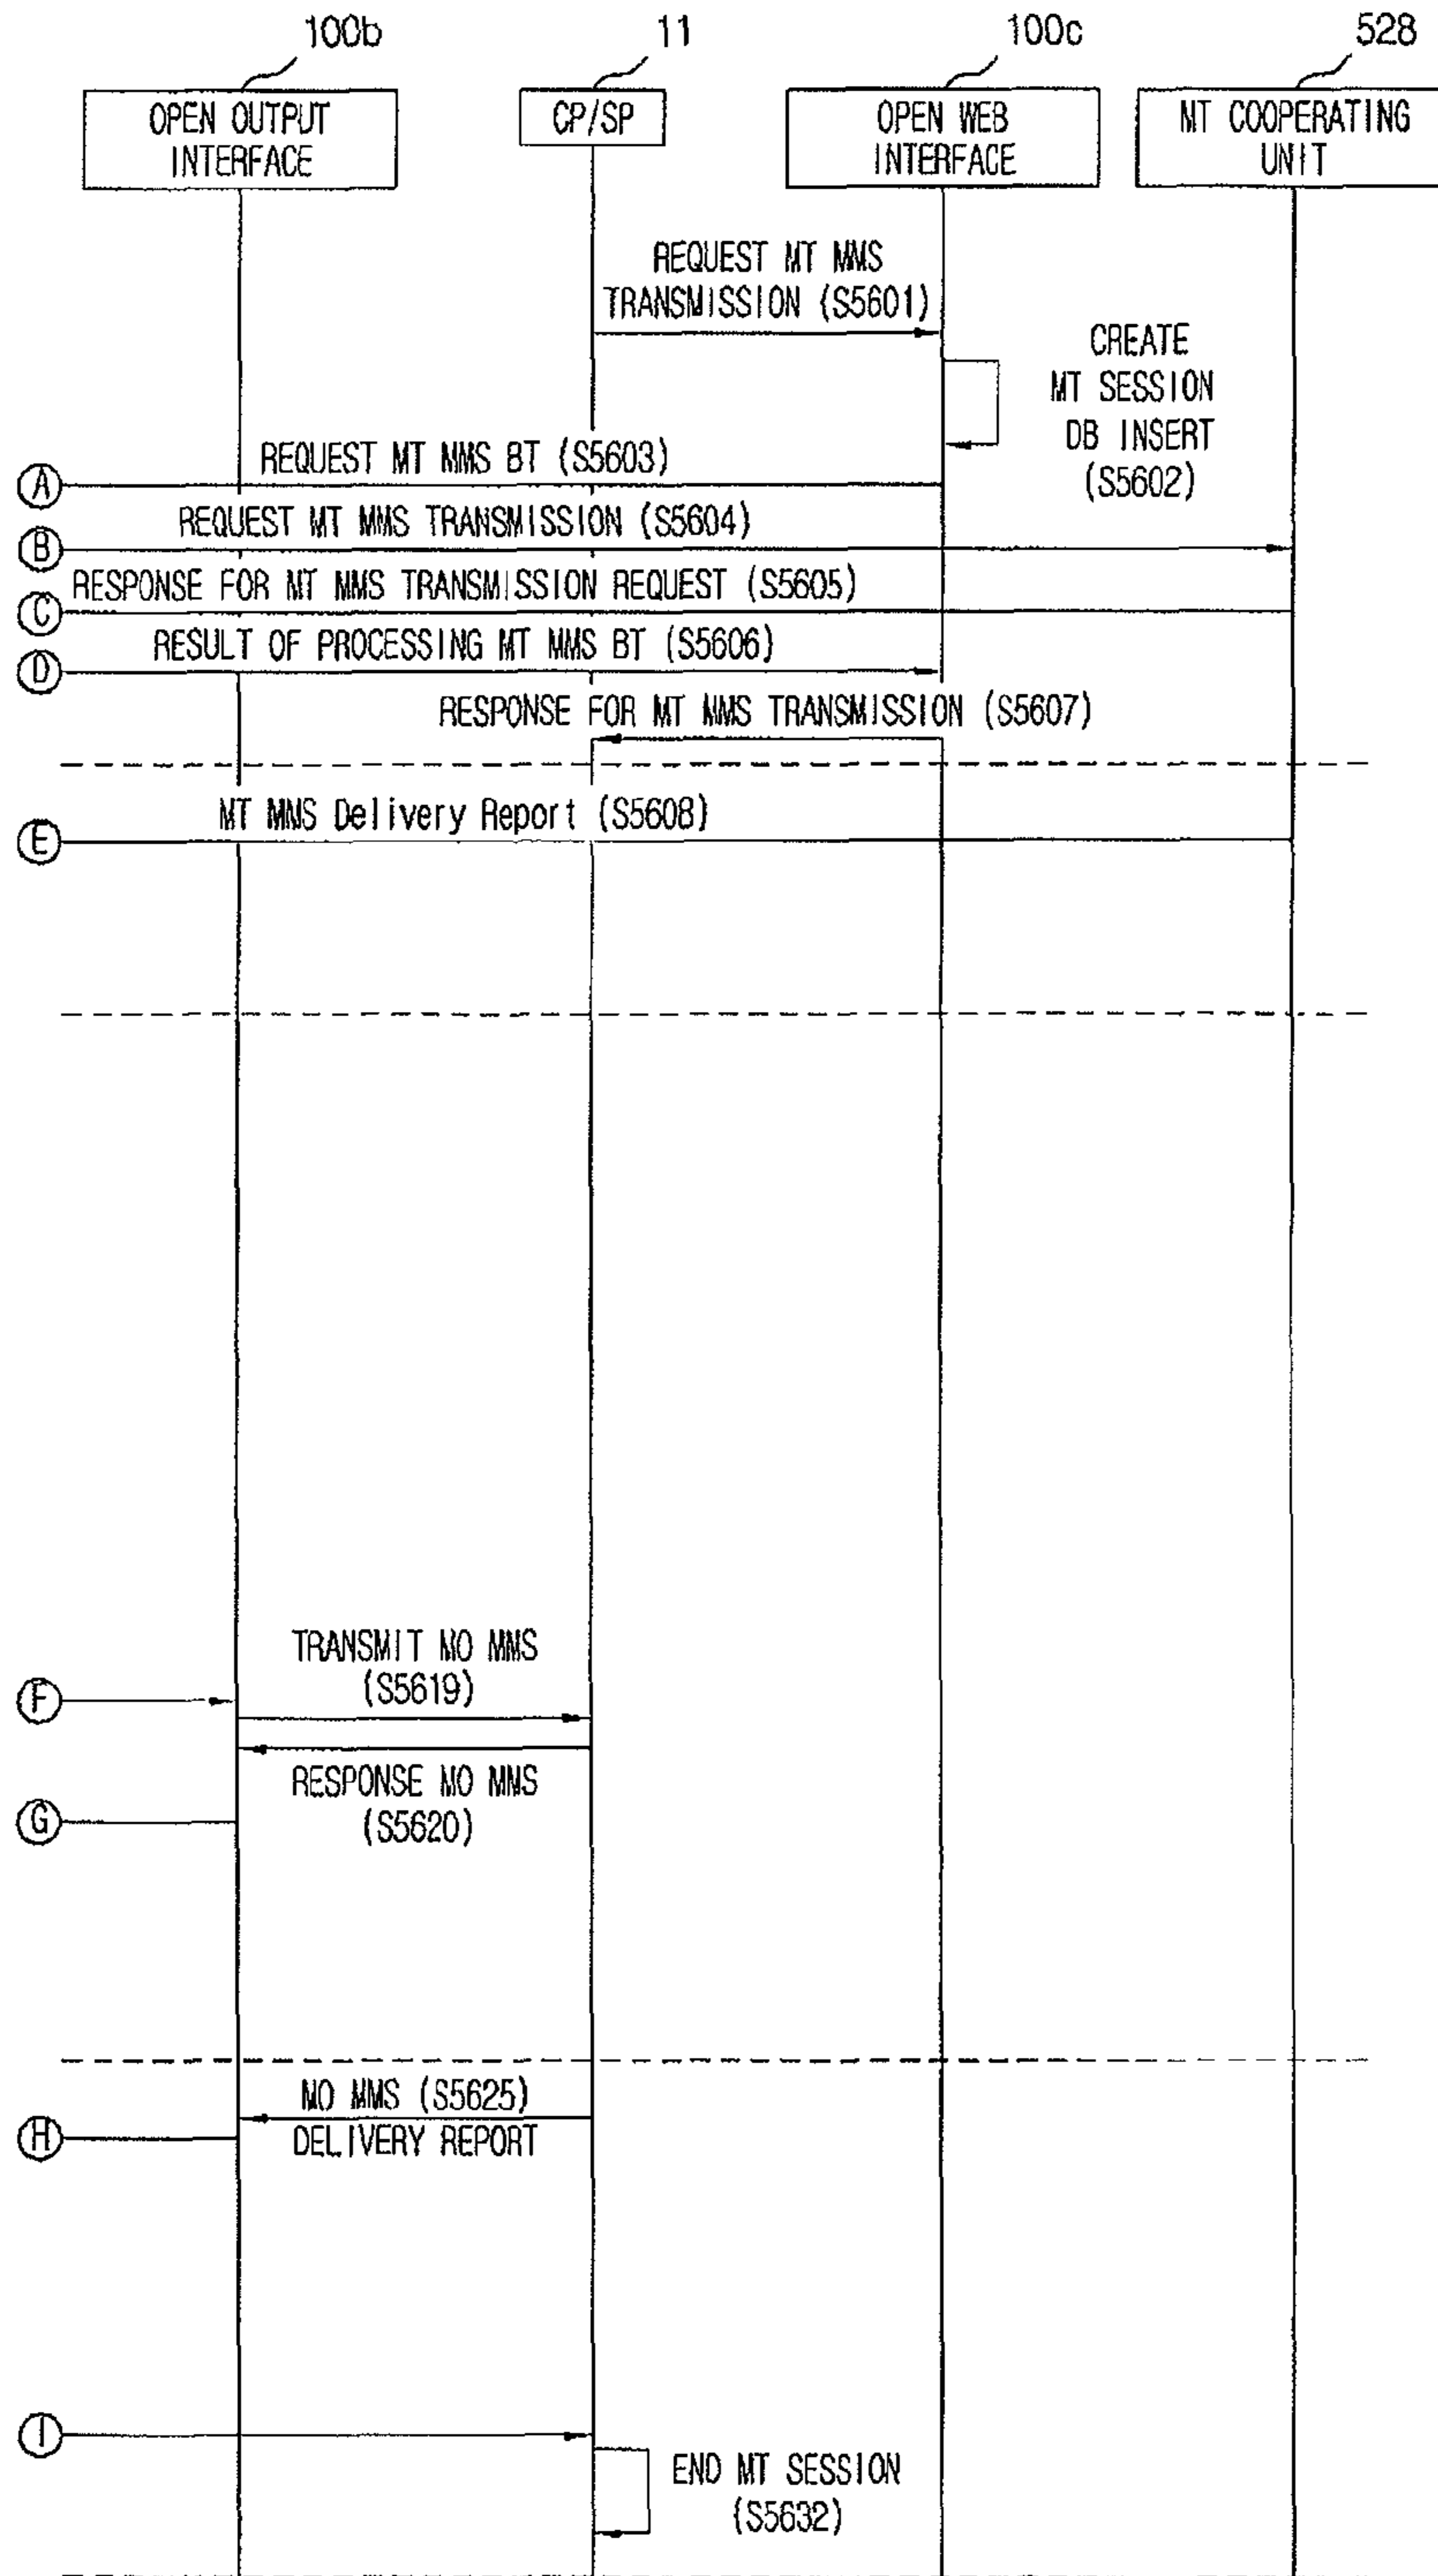 100b
11
100c
528
OPEN OUTPUT
INTERFACE
CP/SP
OPEN WEB
INTERFACE
MT COOPERATING
UNIT
REQUEST MT MMS
TRANSMISSION (S5601)
CREATE
MT SESSION
DB INSERT
(S5602)
REQUEST MT MMS BT (S5603)
A
REQUEST MT MMS TRANSMISSION (S5604)
B
RESPONSE FOR MT MMS TRANSMISSION REQUEST (S5605)
C
RESULT OF PROCESSING MT MMS BT (S5606)
D
RESPONSE FOR MT MMS TRANSMISSION (S5607)
MT MMS Delivery Report (S5608)
E
TRANSMIT MO MMS
(S5619)
F
RESPONSE MO MMS
(S5620)
G
MO MMS (S5625)
DELIVERY REPORT
H
I
END MT SESSION
(S5632)